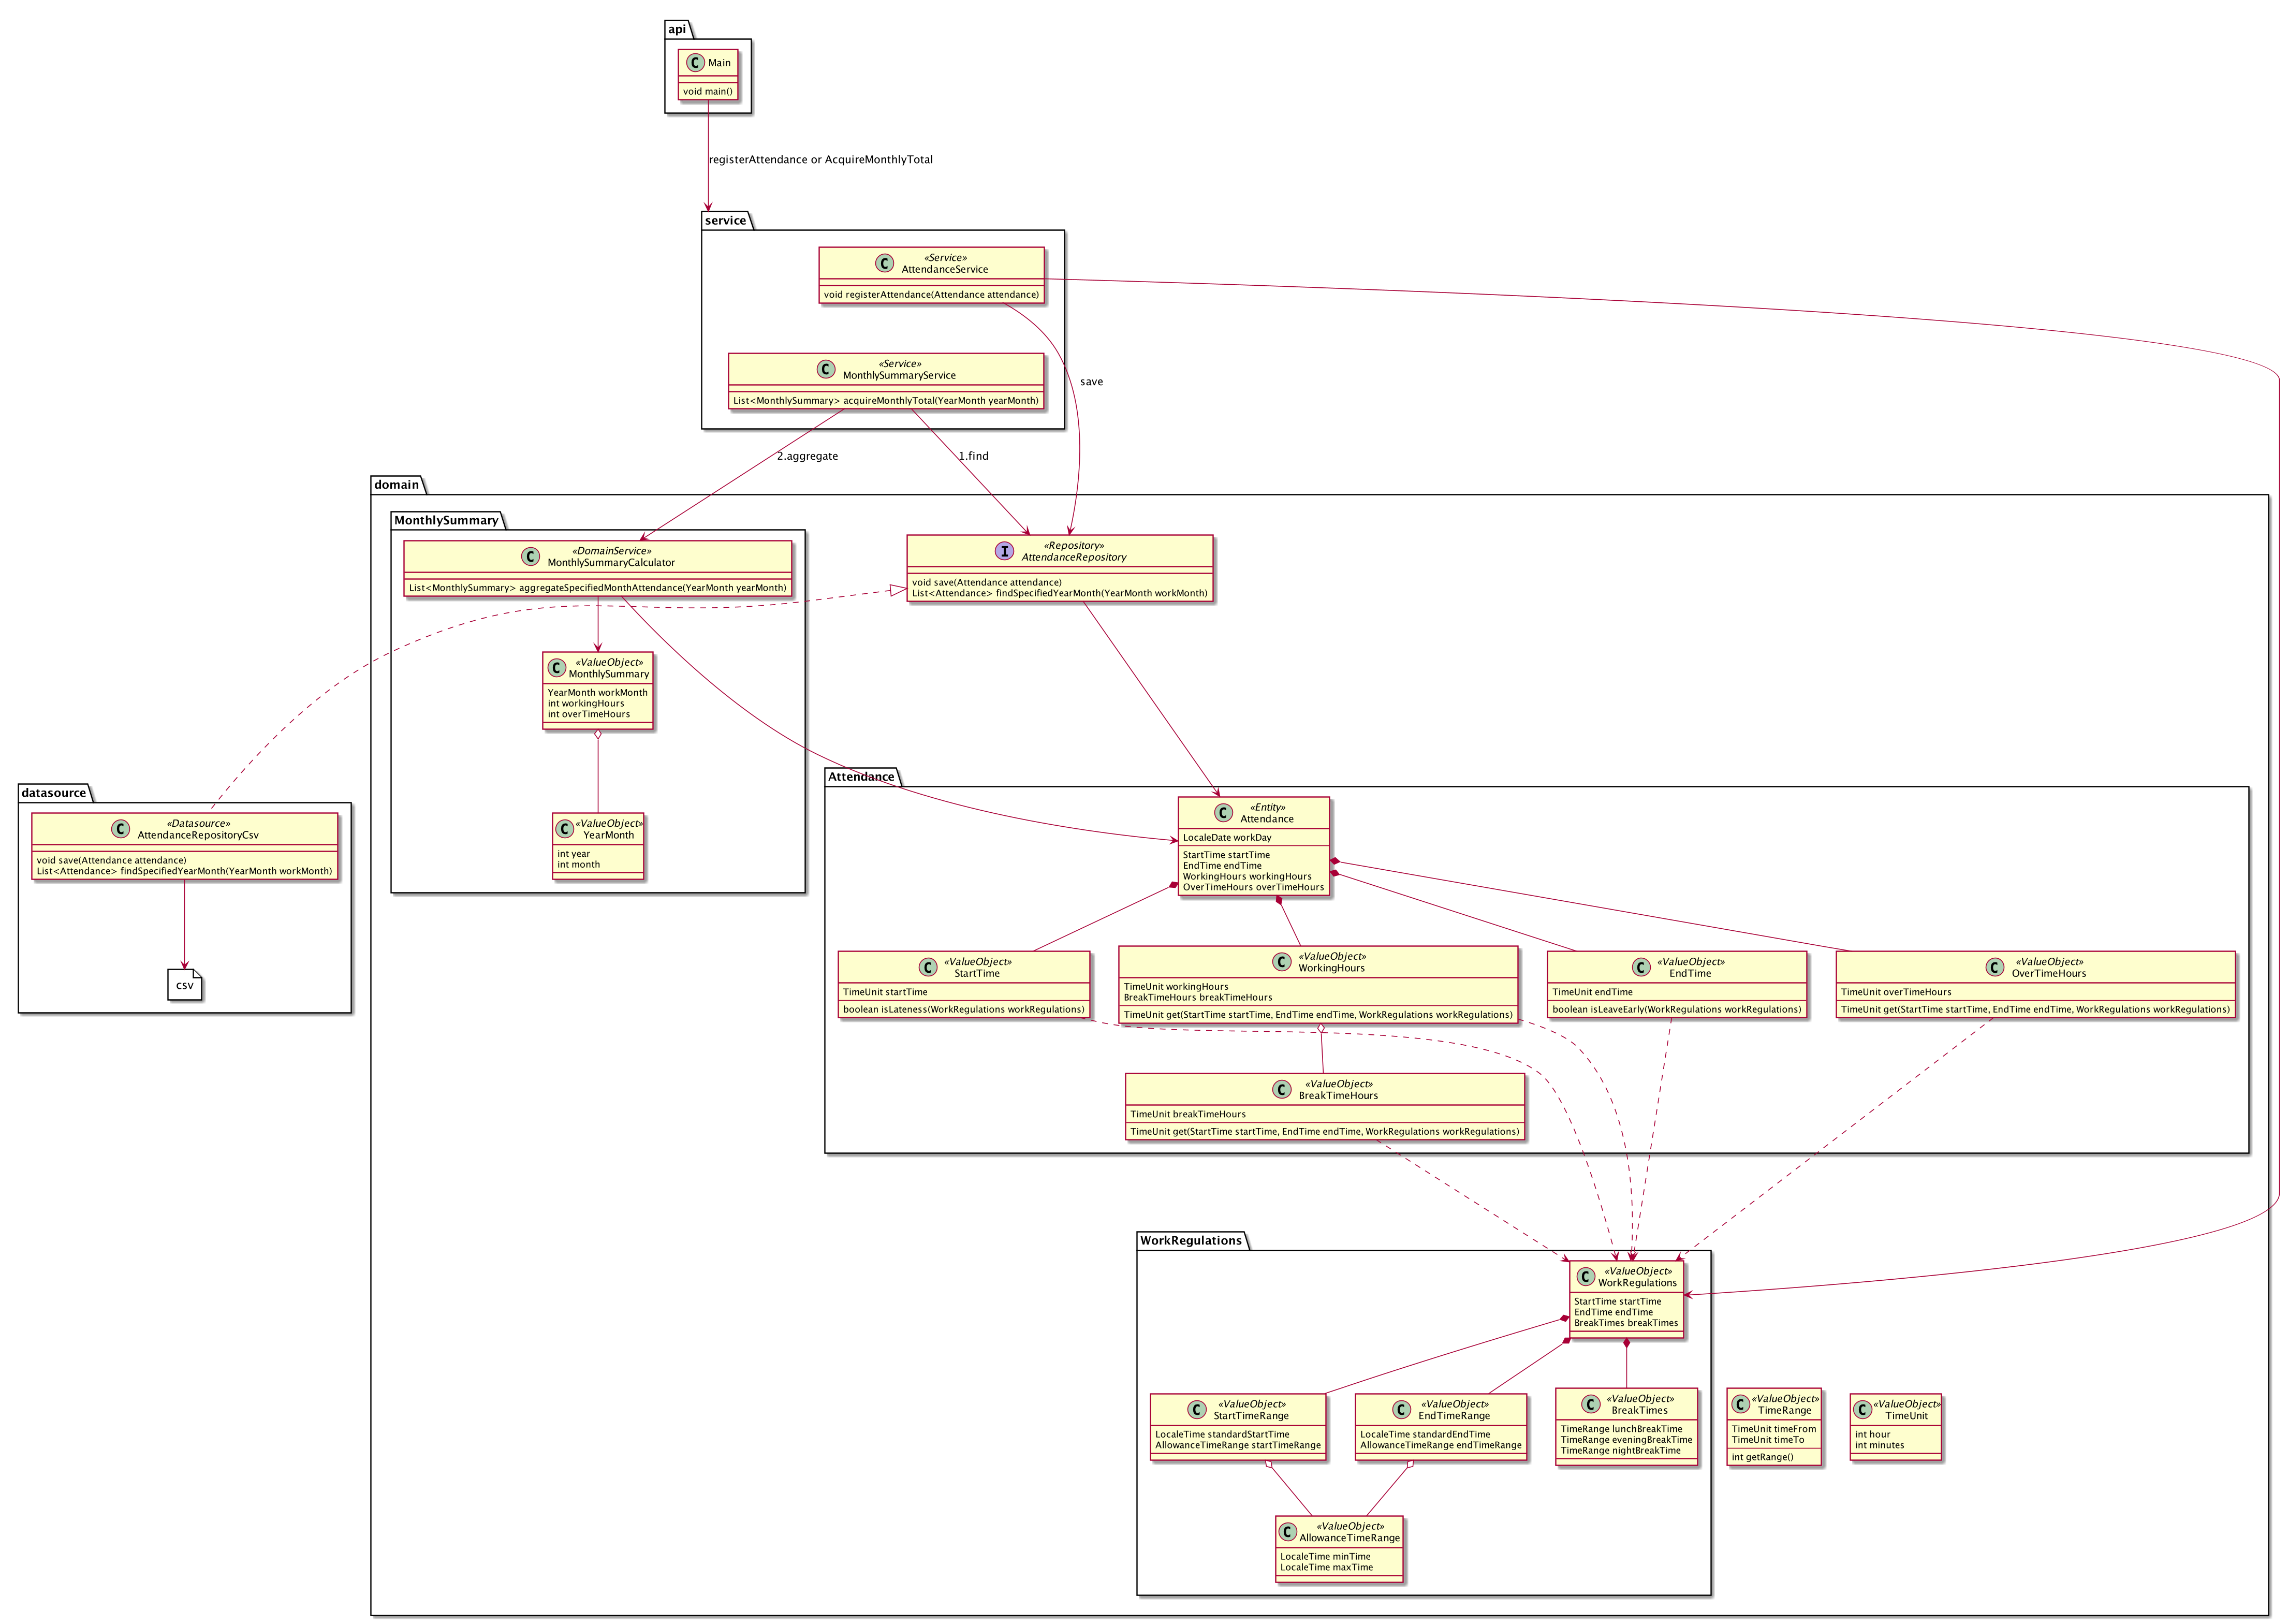 api
C Main
void main()
registerAttendance or AcquireMonthlyTotal
service
«Service»
C AttendanceService
void registerAttendance(Attendance attendance)
«Service»
C MonthlySummaryService
List<MonthlySummary> acquireMonthlyTotal(YearMonth yearMonth)
save
2.aggregate
1.find
domain
MonthlySummary
«DomainService»
C MonthlySummaryCalculator
List<MonthlySummary> aggregateSpecifiedMonthAttendance(YearMonth yearMonth)
«Repository»
I AttendanceRepository
void save(Attendance attendance)
List<Attendance> findSpecifiedYearMonth(YearMonth workMonth)
«ValueObject»
C MonthlySummary
YearMonth workMonth
int workingHours
int overTimeHours
«ValueObject»
C YearMonth
int year
int month
datasource
«Datasource»
C AttendanceRepositoryCsv
void save(Attendance attendance)
List<Attendance> findSpecifiedYearMonth(YearMonth workMonth)
csv
Attendance
«Entity»
C Attendance
LocaleDate workDay
StartTime startTime
EndTime endTime
WorkingHours workingHours
OverTimeHours overTimeHours
«ValueObject»
C StartTime
TimeUnit startTime
boolean isLateness(WorkRegulations workRegulations)
«ValueObject»
C WorkingHours
TimeUnit workingHours
BreakTimeHours breakTimeHours
TimeUnit get(StartTime startTime, EndTime endTime, WorkRegulations workRegulations)
«ValueObject»
C EndTime
TimeUnit endTime
boolean isLeaveEarly(WorkRegulations workRegulations)
«ValueObject»
C OverTimeHours
TimeUnit overTimeHours
TimeUnit get(StartTime startTime, EndTime endTime, WorkRegulations workRegulations)
«ValueObject»
C BreakTimeHours
TimeUnit breakTimeHours
TimeUnit get(StartTime startTime, EndTime endTime, WorkRegulations workRegulations)
WorkRegulations
«ValueObject»
C WorkRegulations
StartTime startTime
EndTime endTime
BreakTimes breakTimes
«ValueObject»
C StartTimeRange
LocaleTime standardStartTime
AllowanceTimeRange startTimeRange
«ValueObject»
C EndTimeRange
LocaleTime standardEndTime
AllowanceTimeRange endTimeRange
«ValueObject»
C BreakTimes
TimeRange lunchBreakTime
TimeRange eveningBreakTime
TimeRange nightBreakTime
«ValueObject»
C TimeRange
TimeUnit timeFrom
TimeUnit timeTo
int getRange()
«ValueObject»
C TimeUnit
int hour
int minutes
«ValueObject»
C AllowanceTimeRange
LocaleTime minTime
LocaleTime maxTime